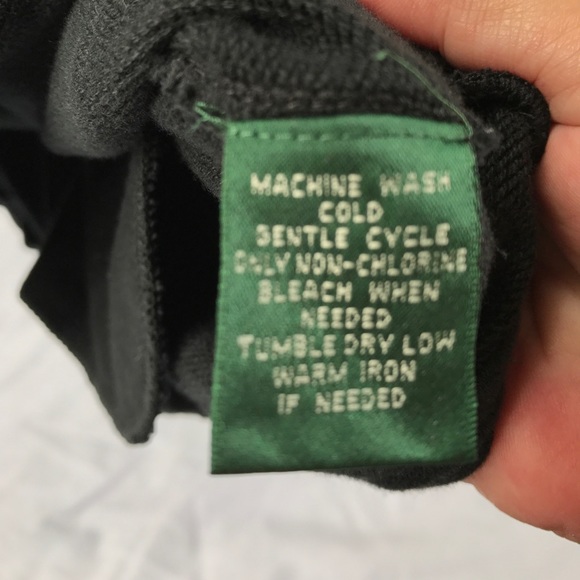 MACHINE WASH
COLD
GENTLE CYCLE
ONLY NON-CHLORINE
BLEACH WHEN
NEEDED
TUMBLE DRY LOW
WARM IRON
IF NEEDED